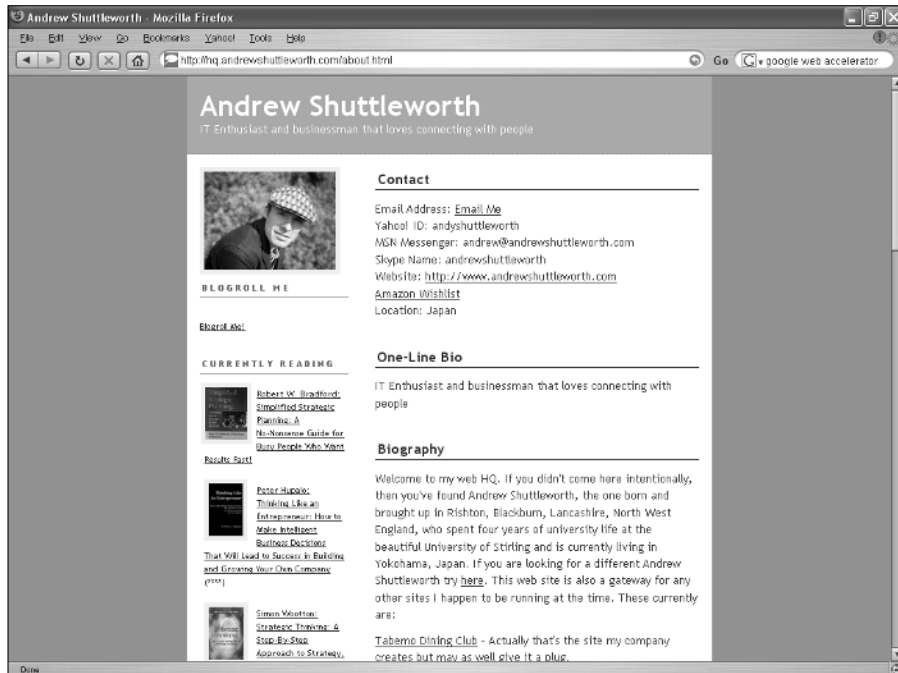 Andrew Shuttleworth - Mozilla Firefox
File Edit View Go Bookmarks Yahoo! Tools Help
http://hq.andrewshuttleworth.com/about.html
Go
google web accelerator
Andrew Shuttleworth
IT Enthusiast and businessman that loves connecting with people
BLOGROLL ME
Blogroll Me!
CURRENTLY READING
Robert W. Bradford:
Simplified Strategic
Planning: A
No-Nonsense Guide for
Busy People Who Want
Results Fast!
Peter Hupalo:
Thinking Like an
Entrepreneur: How to
Make Intelligent
Business Decisions
That Will Lead to Success in Building
and Growing Your Own Company
(****)
Simon Wootton:
Strategic Thinking: A
Step-By-Step
Approach to Strategy,
Contact
Email Address: Email Me
Yahoo! ID: andyshuttleworth
MSN Messenger: andrew@andrewshuttleworth.com
Skype Name: andrewshuttleworth
Website: http://www.andrewshuttleworth.com
Amazon Wishlist
Location: Japan
One-Line Bio
IT Enthusiast and businessman that loves connecting with
people
Biography
Welcome to my web HQ. If you didn't come here intentionally,
then you've found Andrew Shuttleworth, the one born and
brought up in Rishton, Blackburn, Lancashire, North West
England, who spent four years of university life at the
beautiful University of Stirling and is currently living in
Yokohama, Japan. If you are looking for a different Andrew
Shuttleworth try here. This web site is also a gateway for any
other sites I happen to be running at the time. These currently
are:
Tabemo Dining Club - Actually that's the site my company
creates but may as well give it a plug.
Done